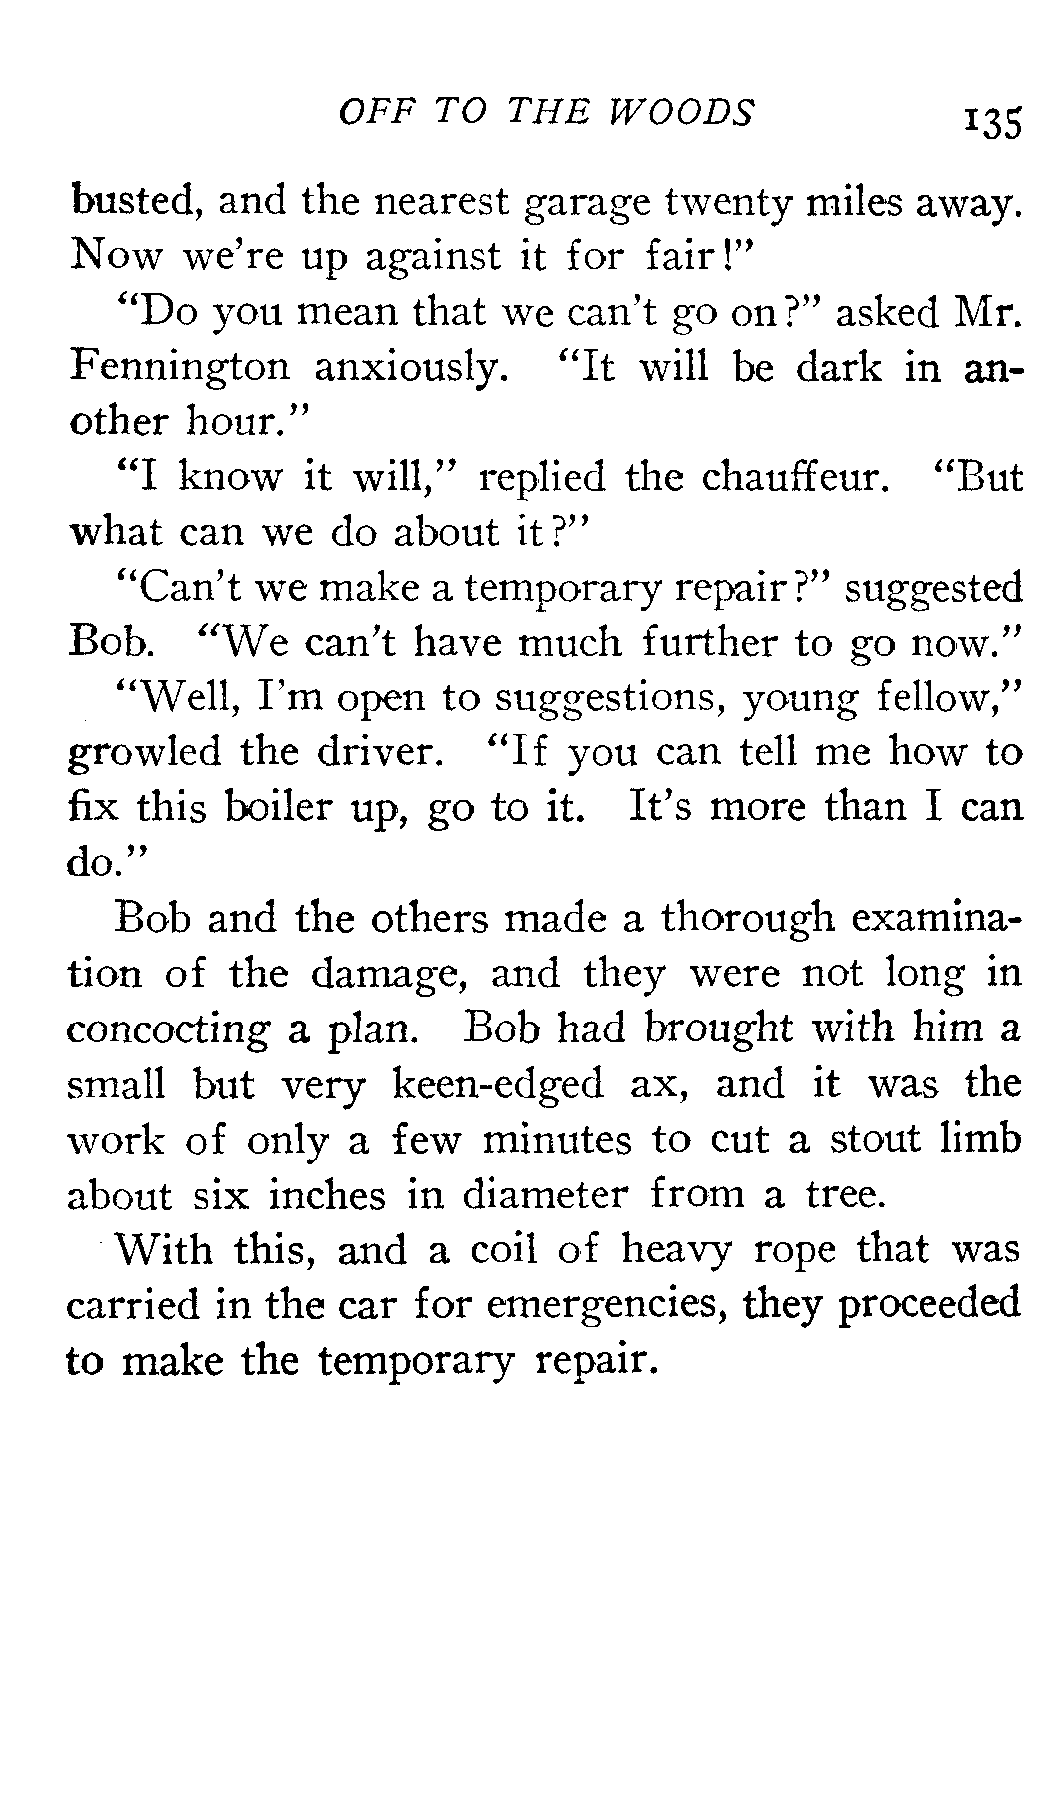 OFF TO THE WOODS 135
busted, and the nearest garage twenty miles away.
Now we're up against it for fair!"
"Do you mean that we can't go on?" asked Mr.
Fennington anxiously. "It will be dark in an-
other hour."
"I know it will," replied the chauffeur. "But
what can we do about it?"
"Can't we make a temporary repair?" suggested
Bob. "We can't have much further to go now."
"Well, I'm open to suggestions, young fellow,"
growled the driver. "If you can tell me how to
fix this boiler up, go to it. It's more than I can
do."
Bob and the others made a thorough examina-
tion of the damage, and they were not long in
concocting a plan. Bob had brought with him a
small but very keen-edged ax, and it was the
work of only a few minutes to cut a stout limb
about six inches in diameter from a tree.
With this, and a coil of heavy rope that was
carried in the car for emergencies, they proceeded
to make the temporary repair.